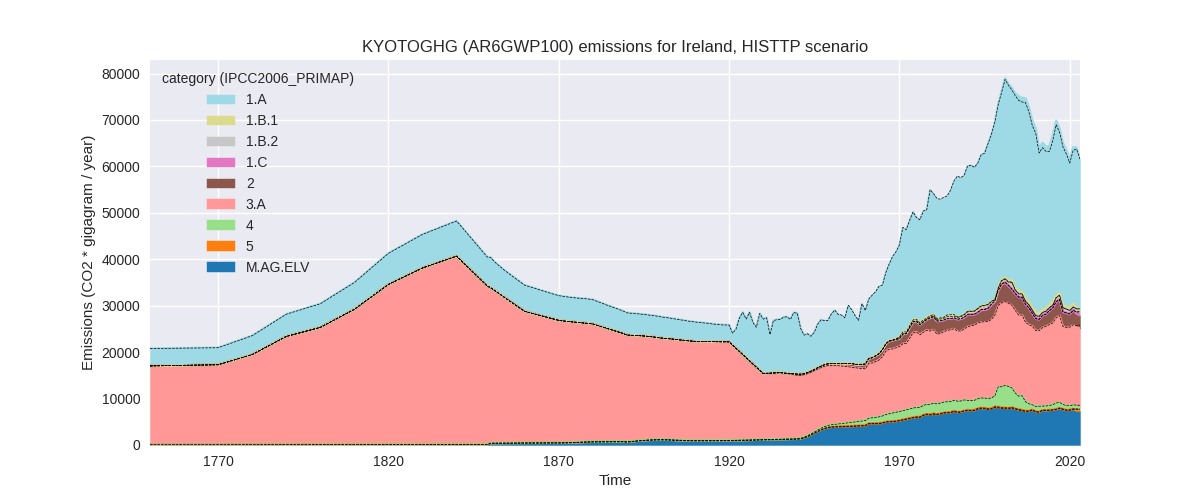 KYOTOGHG (AR6GWP100) emissions for Ireland, HISTTP scenario
category (IPCC2006_PRIMAP)
1.A
1.B.1
1.B.2
1.C
2
3.A
4
5
M.AG.ELV
Emissions (CO2 * gigagram / year)
80000
70000
60000
50000
40000
30000
20000
10000
0
1770
1820
1870
1920
1970
2020
Time